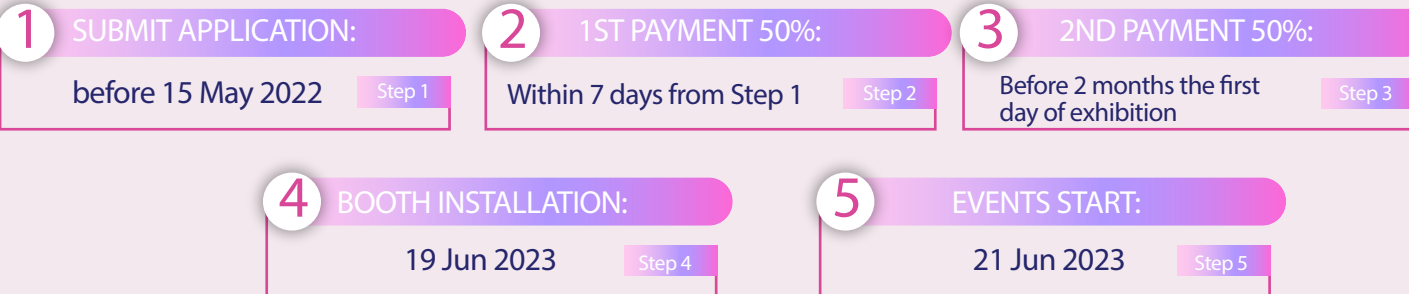 1 SUBMIT APPLICATION:
before 15 May 2022 Step 1
2 1ST PAYMENT 50%:
Within 7 days from Step 1 Step 2
3 2ND PAYMENT 50%:
Before 2 months the first
day of exhibition Step 3
4 BOOTH INSTALLATION:
19 Jun 2023 Step 4
5 EVENTS START:
21 Jun 2023 Step 5